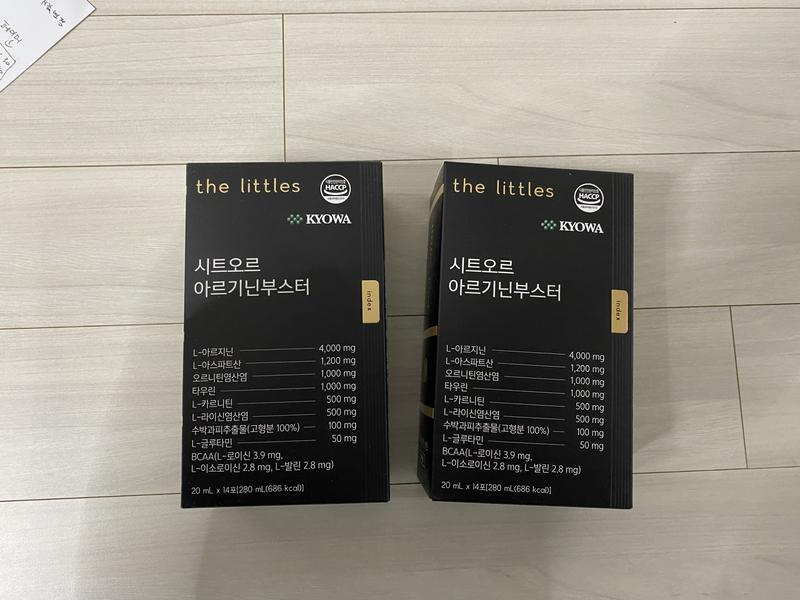 the littles
HACCP
KYOWA
시트오르
아르기닌부스터
index
L-아르지닌 4,000 mg
L-아스파트산 1,200 mg
오르니틴염산염 1,000 mg
타우린 1,000 mg
L-카르니틴 500 mg
L-라이신염산염 500 mg
수박과피추출물(고형분 100%) 100 mg
L-글루타민 50 mg
BCAA(L-로이신 3.9 mg,
L-이소로이신 2.8 mg, L-발린 2.8 mg)
20 mL x 14포[280 mL(686 kcal)]
the littles
HACCP
KYOWA
시트오르
아르기닌부스터
index
L-아르지닌 4,000 mg
L-아스파트산 1,200 mg
오르니틴염산염 1,000 mg
타우린 1,000 mg
L-카르니틴 500 mg
L-라이신염산염 500 mg
수박과피추출물(고형분 100%) 100 mg
L-글루타민 50 mg
BCAA(L-로이신 3.9 mg,
L-이소로이신 2.8 mg, L-발린 2.8 mg)
20 mL x 14포[280 mL(686 kcal)]